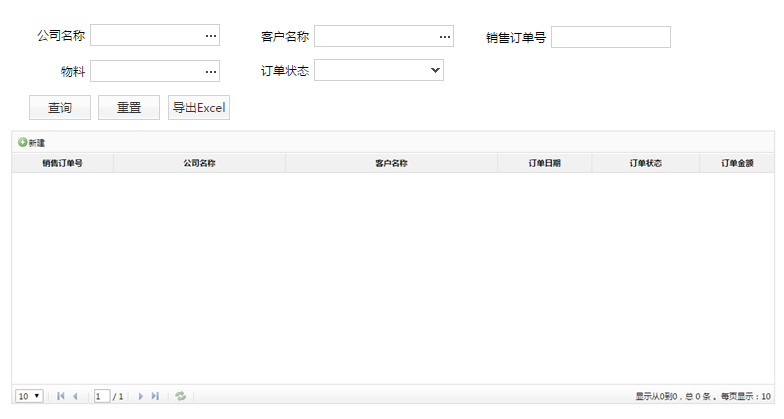 公司名称 ... 客户名称 ... 销售订单号
物料 ... 订单状态
查询 重置 导出Excel
新建
销售订单号 公司名称 客户名称 订单日期 订单状态 订单金额
10 1 / 1 显示从0到0，总 0 条 。每页显示：10